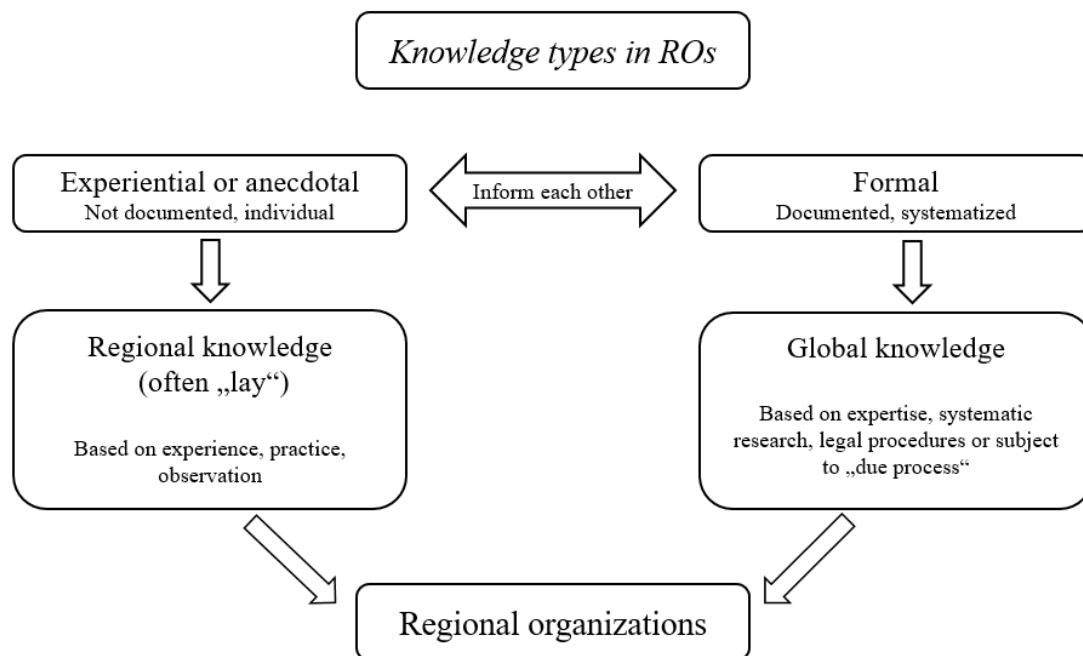 Knowledge types in ROs
Experiential or anecdotal
Not documented, individual
Inform each other
Formal
Documented, systematized
Regional knowledge
(often „lay“)
Based on experience, practice,
observation
Global knowledge
Based on expertise, systematic
research, legal procedures or subject
to „due process“
Regional organizations